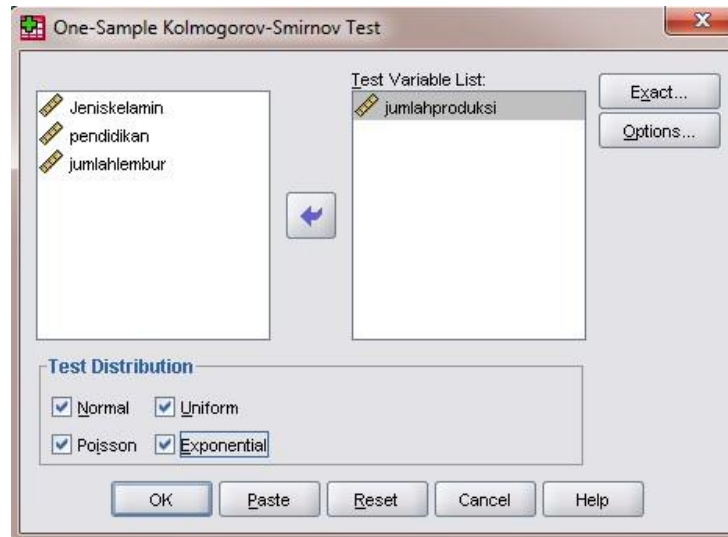 One-Sample Kolmogorov-Smirnov Test
x
Test Variable List:
Jeniskelamin
pendidikan
jumlahlembur
jumlahproduksi
Exact...
Options...
Test Distribution
Normal
Uniform
Poisson
Exponential
OK
Paste
Reset
Cancel
Help